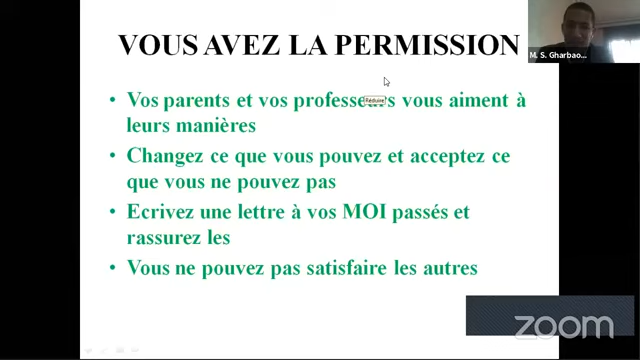 VOUS AVEZ LA PERMISSION
M. S. Gharbao...
• Vos parents et vos professeurs vous aiment à
Réduire
leurs manières
• Changez ce que vous pouvez et acceptez ce
que vous ne pouvez pas
• Ecrivez une lettre à vos MOI passés et
rassurez les
• Vous ne pouvez pas satisfaire les autres
zoom